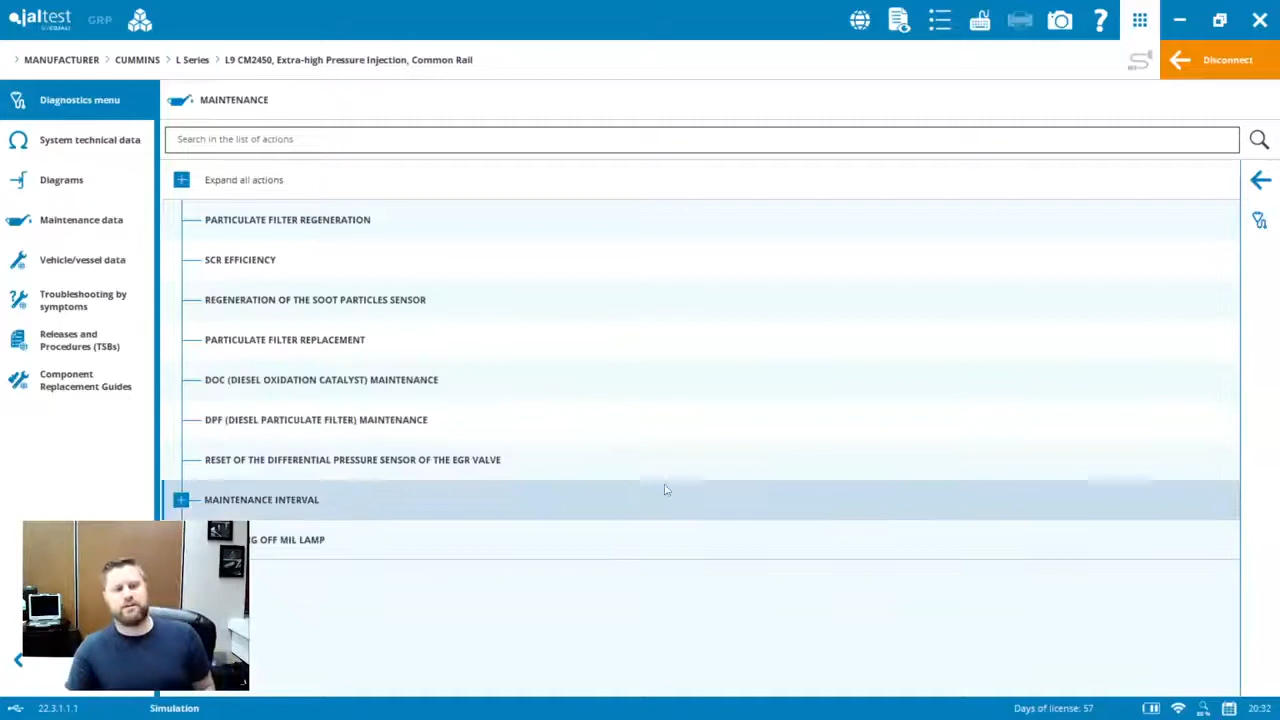 jaltest
BY COJALI
GRP
MANUFACTURER
CUMMINS
L Series
L9 CM2450, Extra-high Pressure Injection, Common Rail
Disconnect
Diagnostics menu
System technical data
Diagrams
Maintenance data
Vehicle/vessel data
Troubleshooting by
symptoms
Releases and
Procedures (TSBs)
Component
Replacement Guides
MAINTENANCE
Search in the list of actions
Expand all actions
PARTICULATE FILTER REGENERATION
SCR EFFICIENCY
REGENERATION OF THE SOOT PARTICLES SENSOR
PARTICULATE FILTER REPLACEMENT
DOC (DIESEL OXIDATION CATALYST) MAINTENANCE
DPF (DIESEL PARTICULATE FILTER) MAINTENANCE
RESET OF THE DIFFERENTIAL PRESSURE SENSOR OF THE EGR VALVE
MAINTENANCE INTERVAL
G OFF MIL LAMP
22.3.1.1.1
Simulation
Days of license: 57
20:32